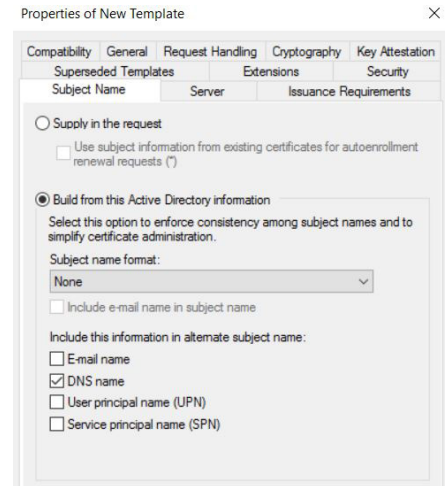 Properties of New Template
Compatibility General Request Handling Cryptography Key Attestation
Superseded Templates Extensions Security
Subject Name Server Issuance Requirements
Supply in the request
Use subject information from existing certificates for autoenrollment
renewal requests (*)
Build from this Active Directory information
Select this option to enforce consistency among subject names and to
simplify certificate administration.
Subject name format:
None
Include e-mail name in subject name
Include this information in alternate subject name:
E-mail name
DNS name
User principal name (UPN)
Service principal name (SPN)